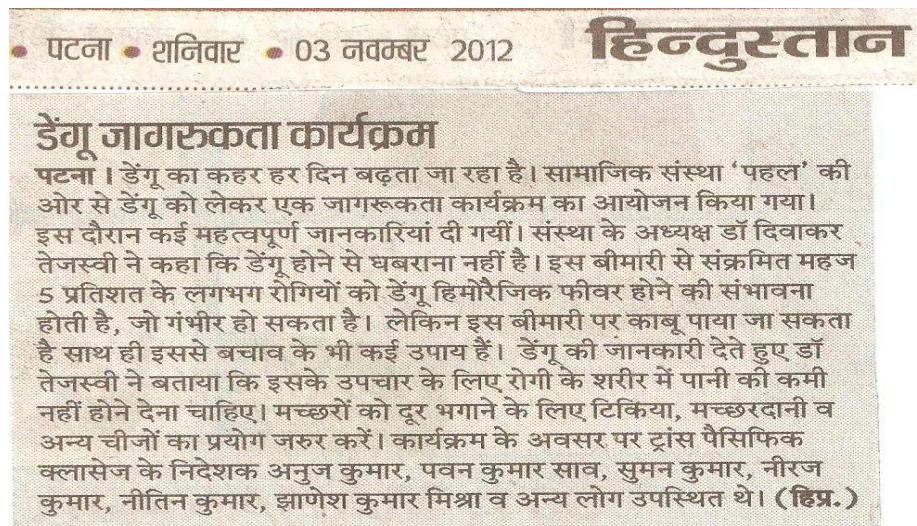 • पटना • शनिवार • 03 नवम्बर 2012 हिन्दुस्तान
डेंगू जागरुकता कार्यक्रम
पटना । डेंगू का कहर हर दिन बढ़ता जा रहा है। सामाजिक संस्था ‘पहल’ की
ओर से डेंगू को लेकर एक जागरूकता कार्यक्रम का आयोजन किया गया।
इस दौरान कई महत्वपूर्ण जानकारियां दी गयीं। संस्था के अध्यक्ष डॉ दिवाकर
तेजस्वी ने कहा कि डेंगू होने से घबराना नहीं है। इस बीमारी से संक्रमित महज
5 प्रतिशत के लगभग रोगियों को डेंगू हिमोरैजिक फीवर होने की संभावना
होती है, जो गंभीर हो सकता है। लेकिन इस बीमारी पर काबू पाया जा सकता
है साथ ही इससे बचाव के भी कई उपाय हैं। डेंगू की जानकारी देते हुए डॉ
तेजस्वी ने बताया कि इसके उपचार के लिए रोगी के शरीर में पानी की कमी
नहीं होने देना चाहिए। मच्छरों को दूर भगाने के लिए टिकिया, मच्छरदानी व
अन्य चीजों का प्रयोग जरुर करें। कार्यक्रम के अवसर पर ट्रांस पैसिफिक
क्लासेज के निदेशक अनुज कुमार, पवन कुमार साव, सुमन कुमार, नीरज
कुमार, नीतिन कुमार, झाणेश कुमार मिश्रा व अन्य लोग उपस्थित थे। (हिप्र.)